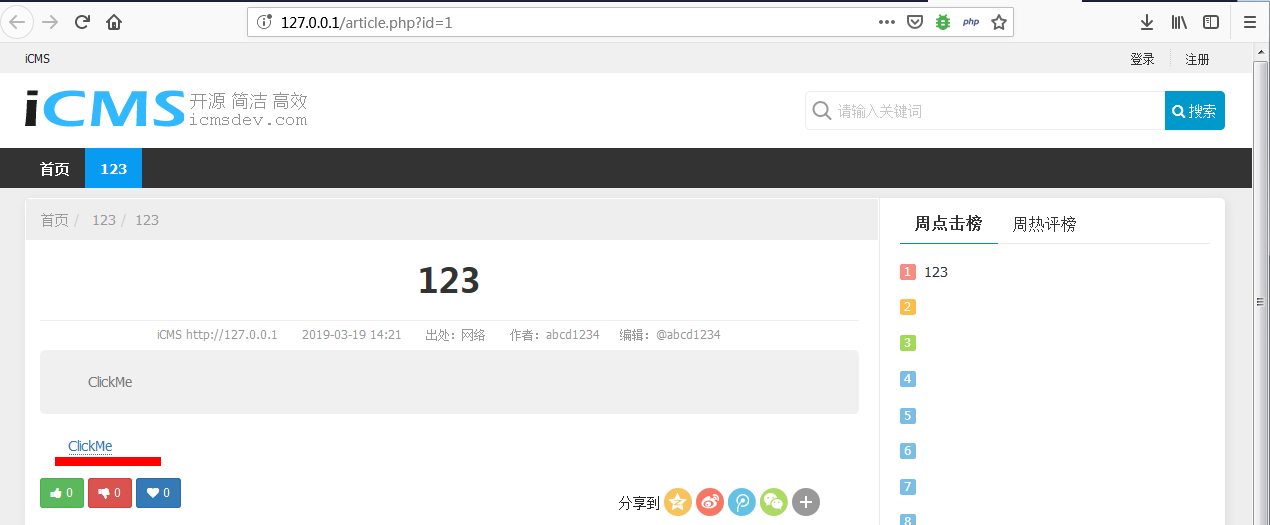 127.0.0.1/article.php?id=1
php
iCMS
登录
注册
iCMS
开源 简洁 高效
icmsdev.com
请输入关键词
搜索
首页
123
首页 / 123 / 123
123
iCMS http://127.0.0.1 2019-03-19 14:21 出处：网络 作者：abcd1234 编辑：@abcd1234
ClickMe
ClickMe
0
0
0
分享到
周点击榜
周热评榜
1 123
2
3
4
5
6
7
8